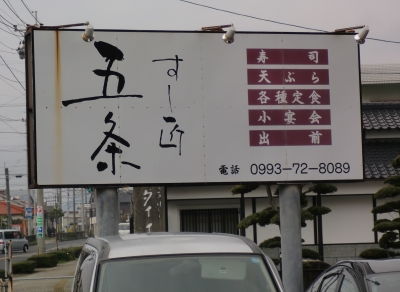 五条
すし匠
寿司
天ぷら
各種定食
小宴会
出前
電話 0993-72-8089